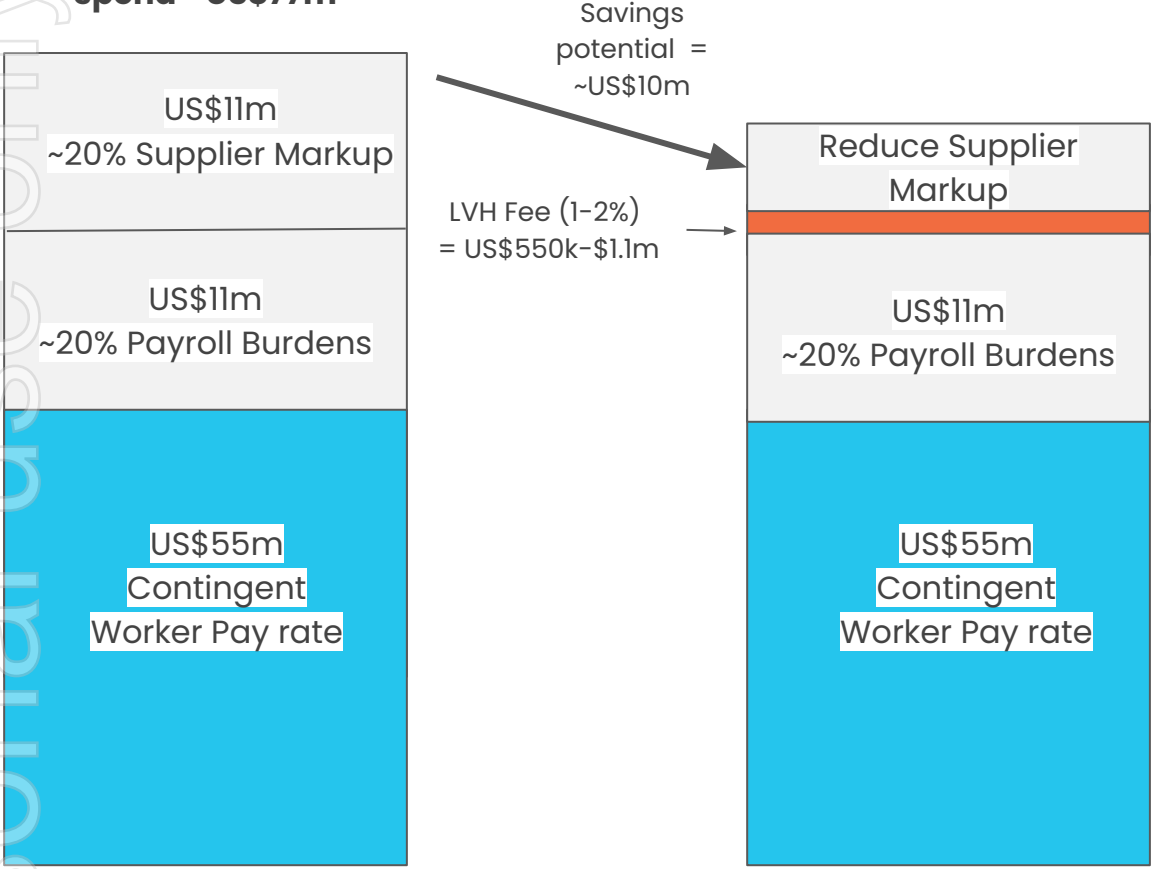 US$11m
~20% Supplier Markup
US$11m
~20% Payroll Burdens
US$55m
Contingent
Worker Pay rate
Savings
potential =
~US$10m
LVH Fee (1-2%)
= US$550k-$1.1m
Reduce Supplier
Markup
US$11m
~20% Payroll Burdens
US$55m
Contingent
Worker Pay rate